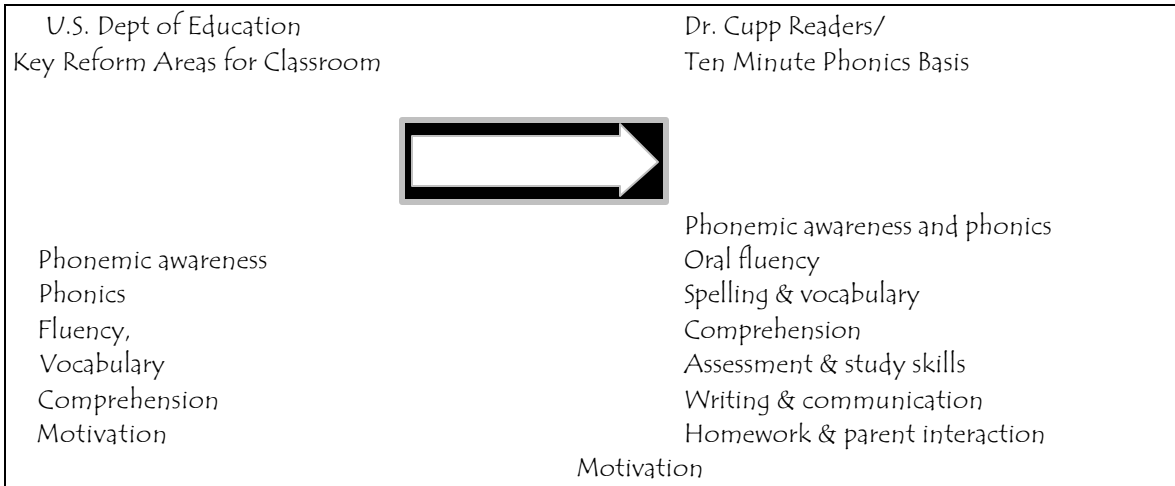 U.S. Dept of Education
Key Reform Areas for Classroom
Dr. Cupp Readers/
Ten Minute Phonics Basis
Phonemic awareness
Phonics
Fluency,
Vocabulary
Comprehension
Motivation
Phonemic awareness and phonics
Oral fluency
Spelling & vocabulary
Comprehension
Assessment & study skills
Writing & communication
Homework & parent interaction
Motivation